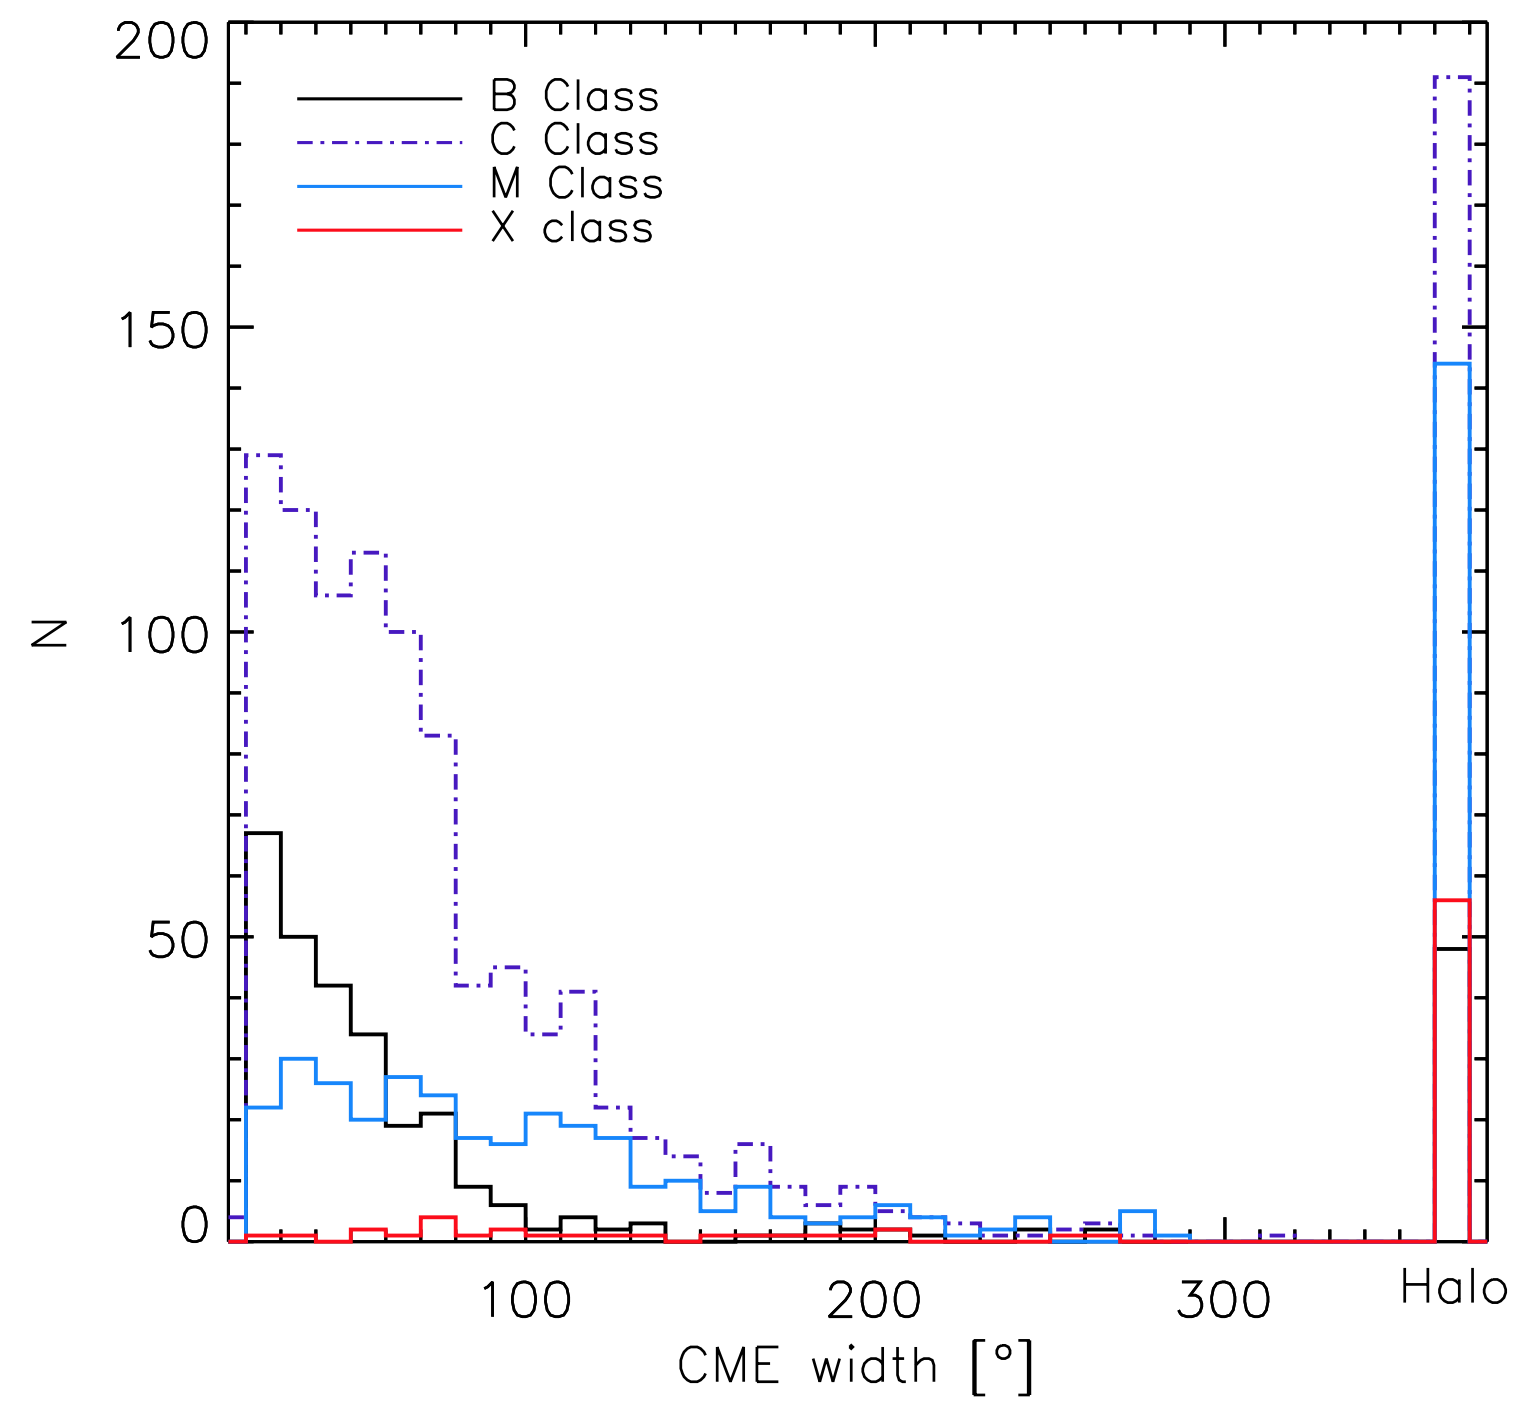 200
B Class
C Class
M Class
X class
150
100
N
50
0
100 200 300 Halo
CME width [°]